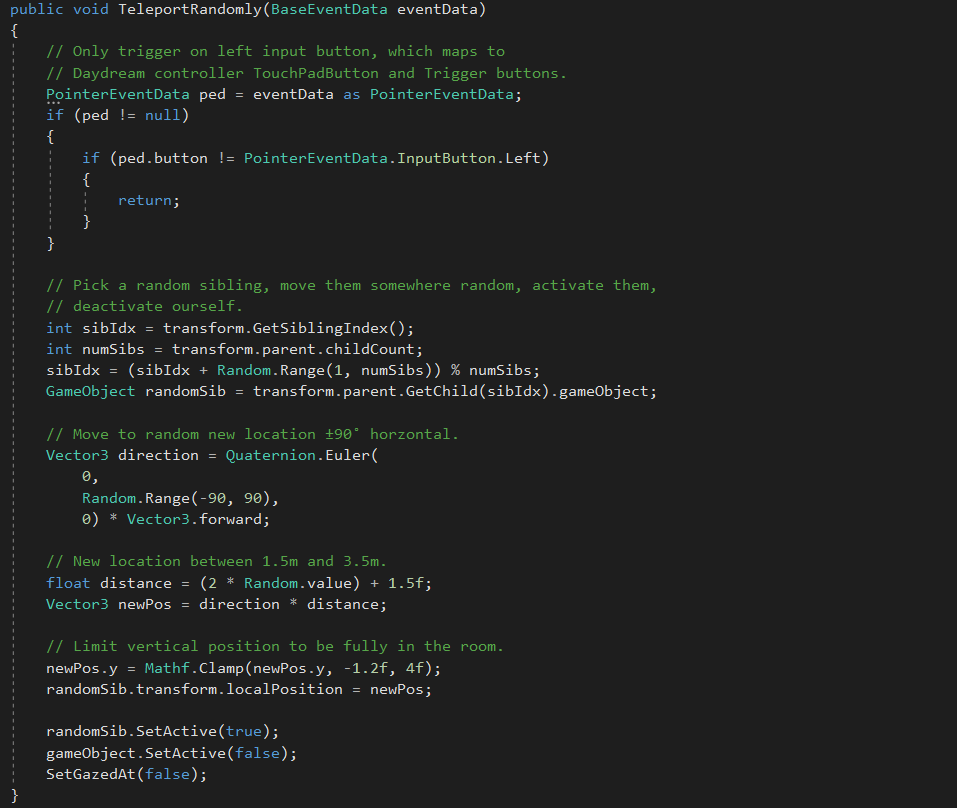 public void TeleportRandomly(BaseEventData eventData)
{
    // Only trigger on left input button, which maps to
    // Daydream controller TouchPadButton and Trigger buttons.
    PointerEventData ped = eventData as PointerEventData;
    if (ped != null)
    {
        if (ped.button != PointerEventData.InputButton.Left)
        {
            return;
        }
    }

    // Pick a random sibling, move them somewhere random, activate them,
    // deactivate ourself.
    int sibIdx = transform.GetSiblingIndex();
    int numSibs = transform.parent.childCount;
    sibIdx = (sibIdx + Random.Range(1, numSibs)) % numSibs;
    GameObject randomSib = transform.parent.GetChild(sibIdx).gameObject;

    // Move to random new location ±90˚ horzontal.
    Vector3 direction = Quaternion.Euler(
        0,
        Random.Range(-90, 90),
        0) * Vector3.forward;

    // New location between 1.5m and 3.5m.
    float distance = (2 * Random.value) + 1.5f;
    Vector3 newPos = direction * distance;

    // Limit vertical position to be fully in the room.
    newPos.y = Mathf.Clamp(newPos.y, -1.2f, 4f);
    randomSib.transform.localPosition = newPos;

    randomSib.SetActive(true);
    gameObject.SetActive(false);
    SetGazedAt(false);
}